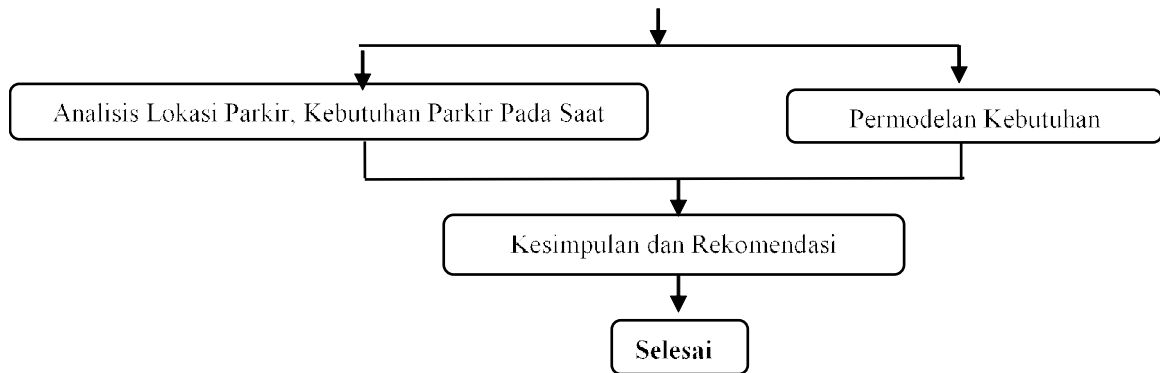 Analisis Lokasi Parkir, Kebutuhan Parkir Pada Saat
Permodelan Kebutuhan
Kesimpulan dan Rekomendasi
Selesai